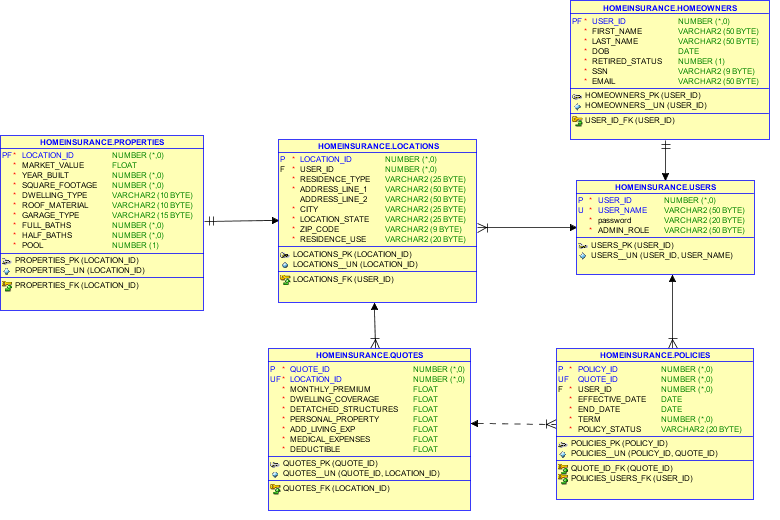 HOMEINSURANCE.HOMEOWNERS
PF * USER_ID NUMBER (*,0)
* FIRST_NAME VARCHAR2 (50 BYTE)
* LAST_NAME VARCHAR2 (50 BYTE)
* DOB DATE
* RETIRED_STATUS NUMBER (1)
* SSN VARCHAR2 (9 BYTE)
* EMAIL VARCHAR2 (50 BYTE)
HOMEOWNERS_PK (USER_ID)
HOMEOWNERS__UN (USER_ID)
USER_ID_FK (USER_ID)
HOMEINSURANCE.PROPERTIES
PF * LOCATION_ID NUMBER (*,0)
* MARKET_VALUE FLOAT
* YEAR_BUILT NUMBER (*,0)
* SQUARE_FOOTAGE NUMBER (*,0)
* DWELLING_TYPE VARCHAR2 (10 BYTE)
* ROOF_MATERIAL VARCHAR2 (10 BYTE)
* GARAGE_TYPE VARCHAR2 (15 BYTE)
* FULL_BATHS NUMBER (*,0)
* HALF_BATHS NUMBER (*,0)
* POOL NUMBER (1)
PROPERTIES_PK (LOCATION_ID)
PROPERTIES__UN (LOCATION_ID)
PROPERTIES_FK (LOCATION_ID)
HOMEINSURANCE.LOCATIONS
P * LOCATION_ID NUMBER (*,0)
F * USER_ID NUMBER (*,0)
* RESIDENCE_TYPE VARCHAR2 (25 BYTE)
* ADDRESS_LINE_1 VARCHAR2 (50 BYTE)
ADDRESS_LINE_2 VARCHAR2 (50 BYTE)
* CITY VARCHAR2 (25 BYTE)
* LOCATION_STATE VARCHAR2 (25 BYTE)
* ZIP_CODE VARCHAR2 (9 BYTE)
* RESIDENCE_USE VARCHAR2 (20 BYTE)
LOCATIONS_PK (LOCATION_ID)
LOCATIONS__UN (LOCATION_ID)
LOCATIONS_FK (USER_ID)
HOMEINSURANCE.USERS
P * USER_ID NUMBER (*,0)
U * USER_NAME VARCHAR2 (50 BYTE)
* password VARCHAR2 (20 BYTE)
* ADMIN_ROLE VARCHAR2 (50 BYTE)
USERS_PK (USER_ID)
USERS__UN (USER_ID, USER_NAME)
HOMEINSURANCE.QUOTES
P * QUOTE_ID NUMBER (*,0)
UF * LOCATION_ID NUMBER (*,0)
* MONTHLY_PREMIUM FLOAT
* DWELLING_COVERAGE FLOAT
* DETATCHED_STRUCTURES FLOAT
* PERSONAL_PROPERTY FLOAT
* ADD_LIVING_EXP FLOAT
* MEDICAL_EXPENSES FLOAT
* DEDUCTIBLE FLOAT
QUOTES_PK (QUOTE_ID)
QUOTES__UN (QUOTE_ID, LOCATION_ID)
QUOTES_FK (LOCATION_ID)
HOMEINSURANCE.POLICIES
P * POLICY_ID NUMBER (*,0)
UF * QUOTE_ID NUMBER (*,0)
F * USER_ID NUMBER (*,0)
* EFFECTIVE_DATE DATE
* END_DATE DATE
* TERM NUMBER (*,0)
* POLICY_STATUS VARCHAR2 (20 BYTE)
POLICIES_PK (POLICY_ID)
POLICIES__UN (POLICY_ID, QUOTE_ID)
QUOTE_ID_FK (QUOTE_ID)
POLICIES_USERS_FK (USER_ID)